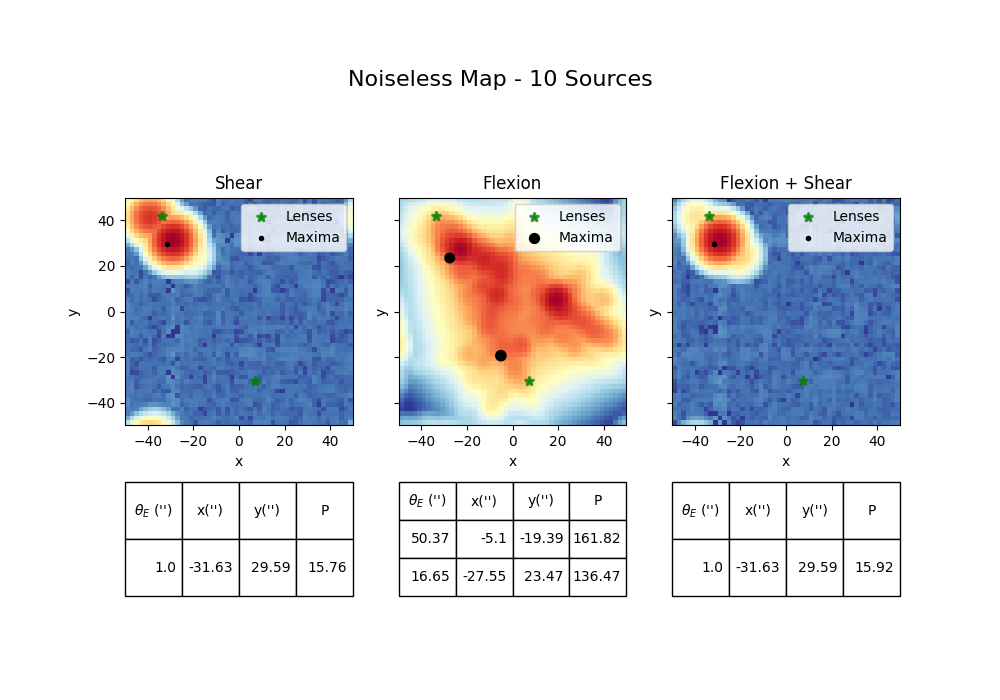 Noiseless Map - 10 Sources
Shear
Flexion
Flexion + Shear
Lenses
Maxima
Lenses
Maxima
Lenses
Maxima
y
40
20
0
−20
−40
−40 −20 0 20 40
x
y
−40 −20 0 20 40
x
y
−40 −20 0 20 40
x
θE ('') x('') y('') P
1.0 -31.63 29.59 15.76
θE ('') x('') y('') P
50.37 -5.1 -19.39 161.82
16.65 -27.55 23.47 136.47
θE ('') x('') y('') P
1.0 -31.63 29.59 15.92